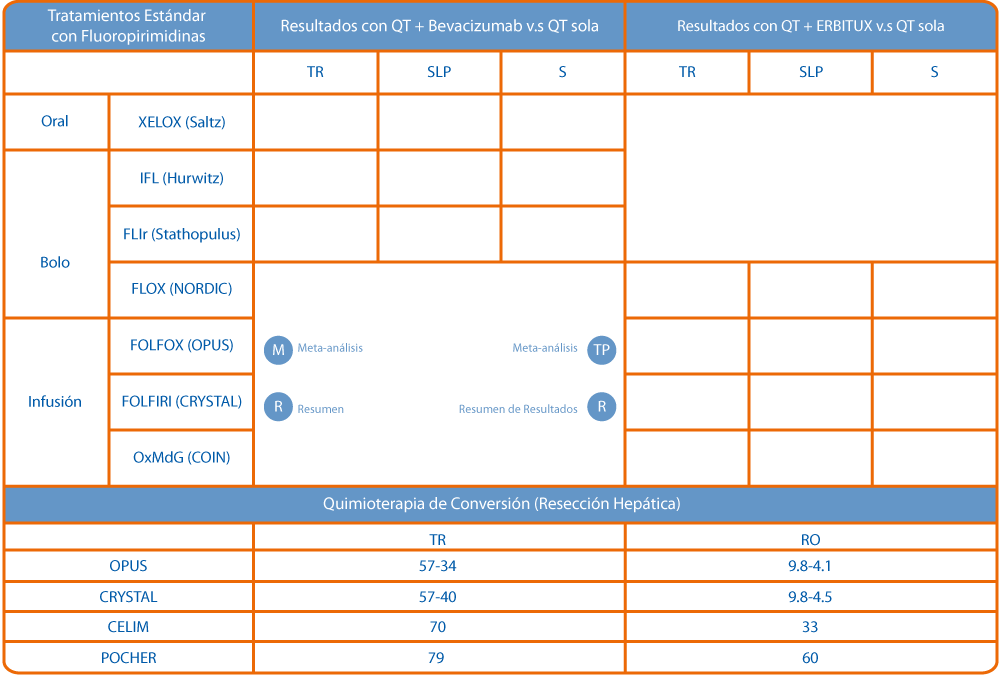 Tratamientos Estándar
con Fluoropirimidinas
Resultados con QT + Bevacizumab v.s QT sola
Resultados con QT + ERBITUX v.s QT sola
TR SLP S TR SLP S
Oral XELOX (Saltz)
IFL (Hurwitz)
FLIr (Stathopulus)
Bolo
FLOX (NORDIC)
FOLFOX (OPUS)
M Meta-análisis Meta-análisis TP
Infusión FOLFIRI (CRYSTAL)
R Resumen Resumen de Resultados R
OxMdG (COIN)
Quimioterapia de Conversión (Resección Hepática)
TR RO
OPUS 57-34 9.8-4.1
CRYSTAL 57-40 9.8-4.5
CELIM 70 33
POCHER 79 60